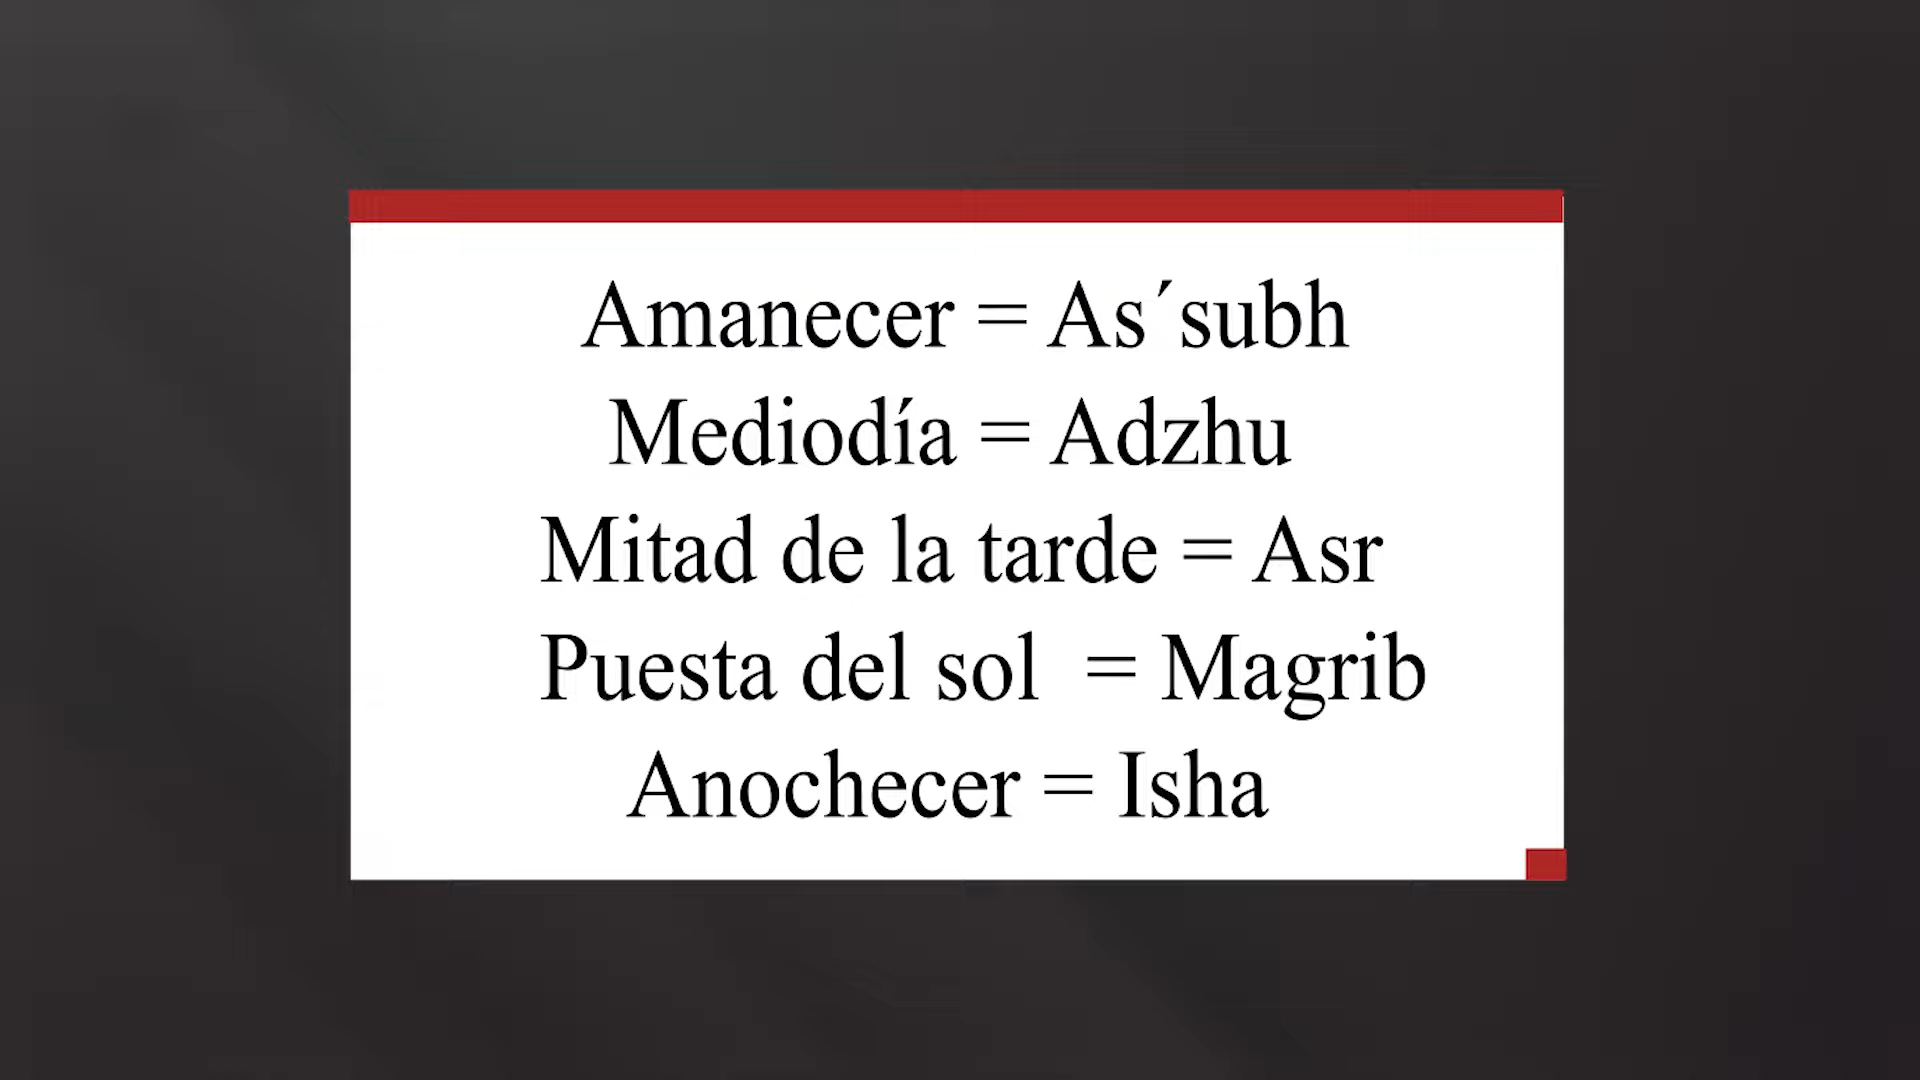 Amanecer = As´subh
Mediodía = Adzhu
Mitad de la tarde = Asr
Puesta del sol  = Magrib
Anochecer = Isha